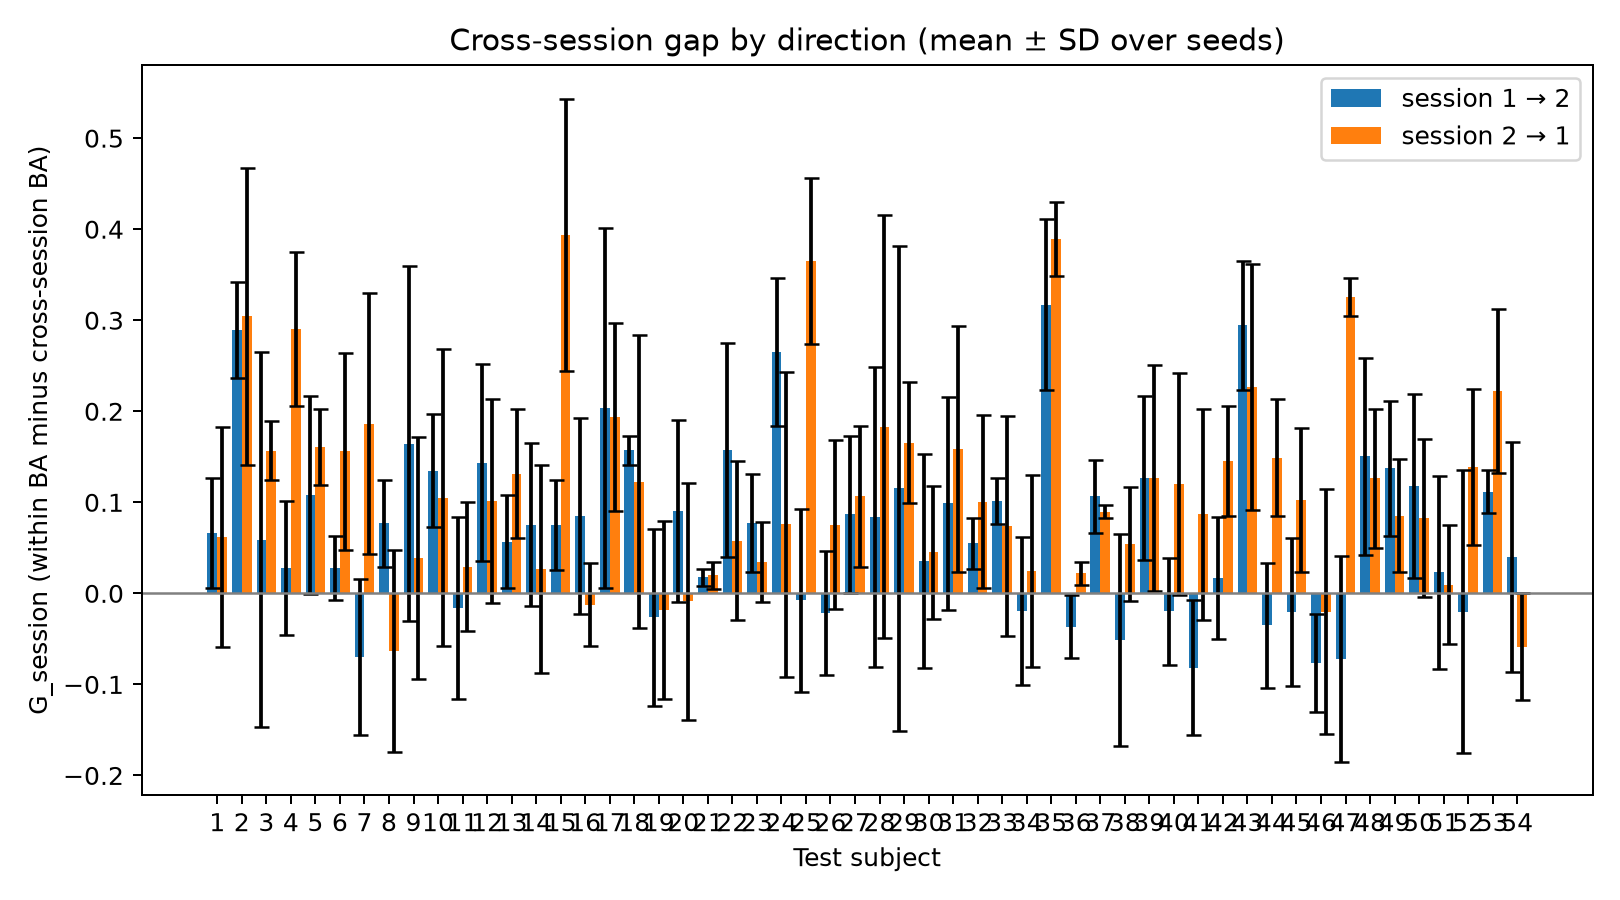 Cross-session gap by direction (mean ± SD over seeds)
session 1 → 2
session 2 → 1
G_session (within BA minus cross-session BA)
0.5
0.4
0.3
0.2
0.1
0.0
−0.1
−0.2
1 2 3 4 5 6 7 8 9 10 11 12 13 14 15 16 17 18 19 20 21 22 23 24 25 26 27 28 29 30 31 32 33 34 35 36 37 38 39 40 41 42 43 44 45 46 47 48 49 50 51 52 53 54
Test subject